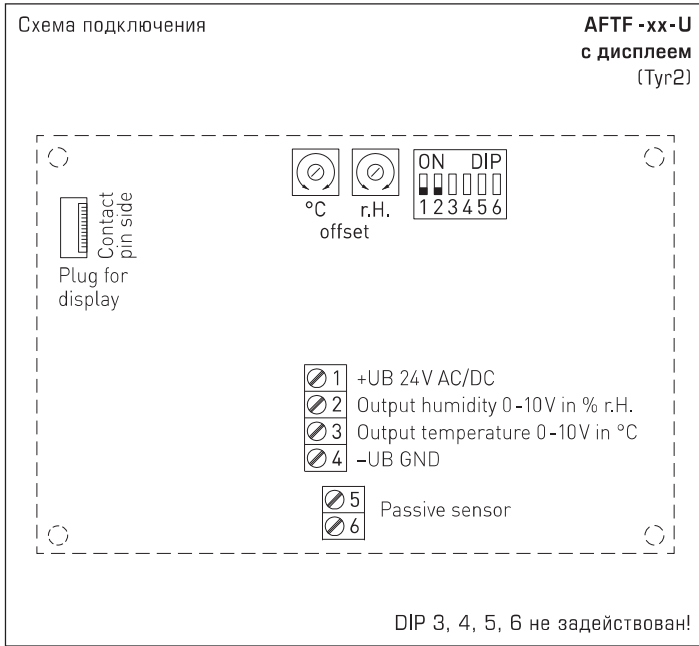 Схема подключения
AFTF -xx-U
с дисплеем
(Tyr2)
ON DIP
1 2 3 4 5 6
°C r.H.
offset
Contact
pin side
Plug for
display
1 +UB 24V AC/DC
2 Output humidity 0-10V in % r.H.
3 Output temperature 0-10V in °C
4 -UB GND
5
Passive sensor
6
DIP 3, 4, 5, 6 не задействован!